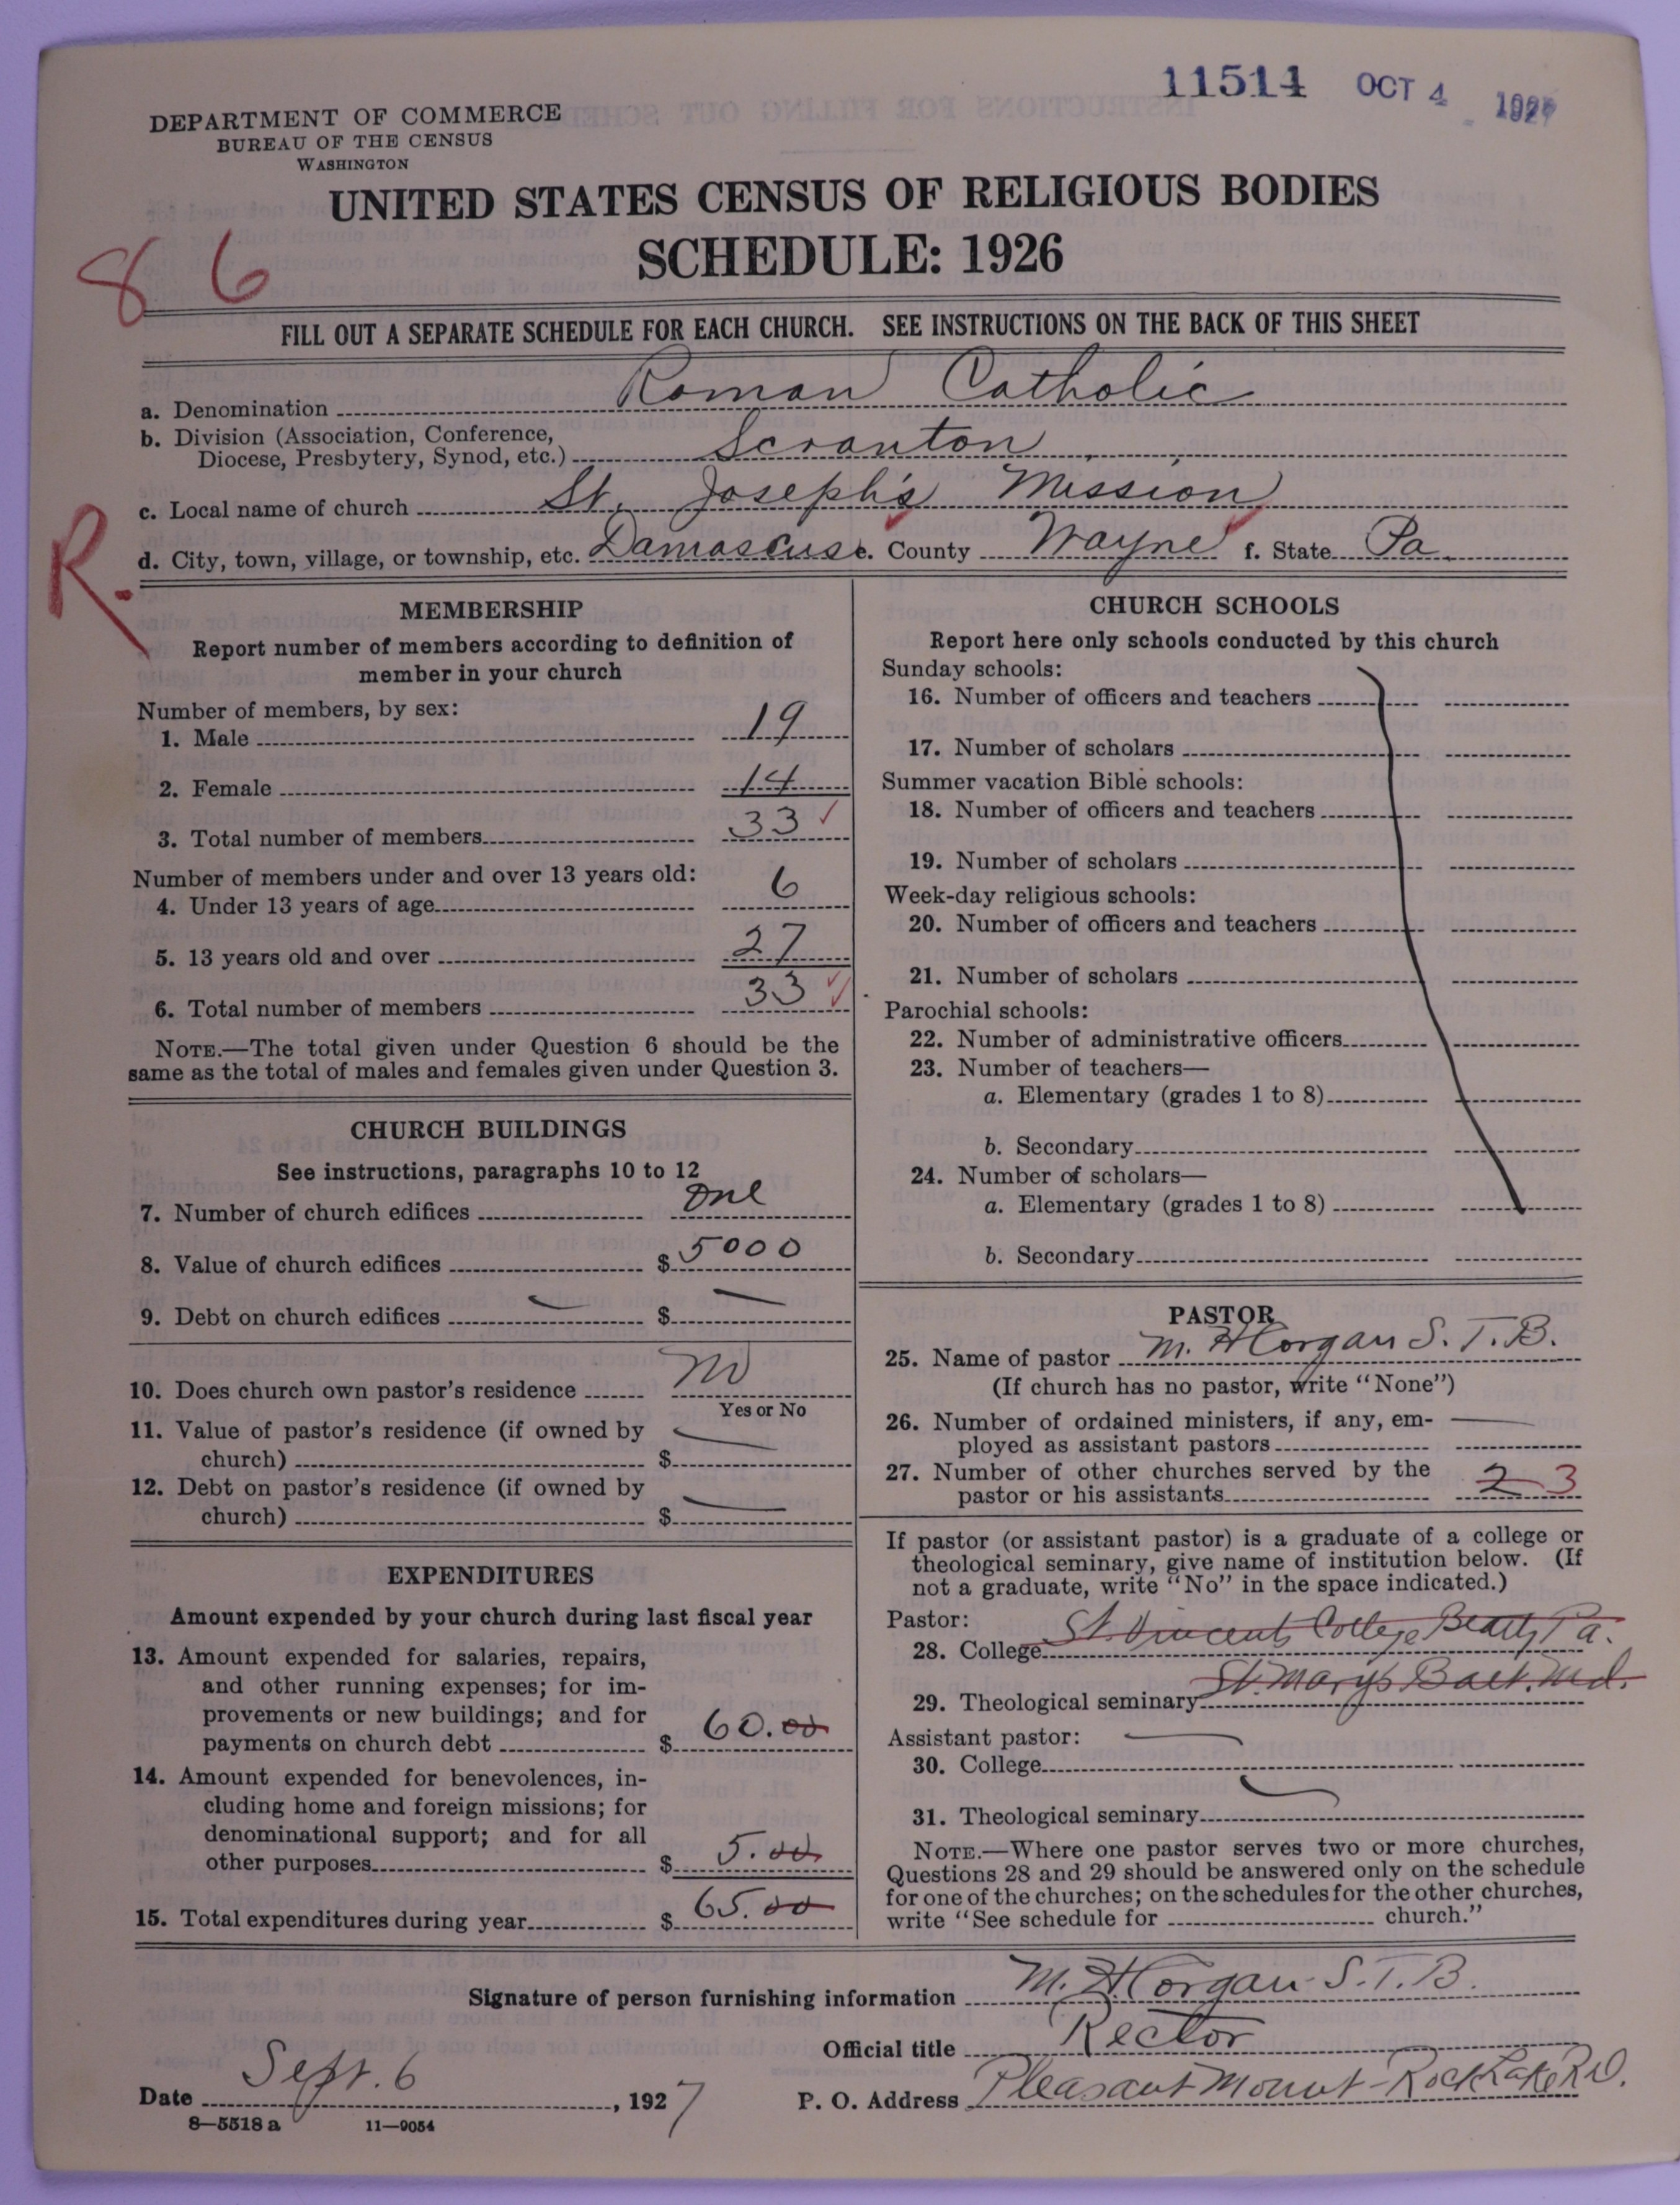 11514 OCT 4 1927
DEPARTMENT OF COMMERCE
BUREAU OF THE CENSUS
WASHINGTON
UNITED STATES CENSUS OF RELIGIOUS BODIES
SCHEDULE: 1926
86
FILL OUT A SEPARATE SCHEDULE FOR EACH CHURCH. SEE INSTRUCTIONS ON THE BACK OF THIS SHEET
a. Denomination Roman Catholic
b. Division (Association, Conference,
Diocese, Presbytery, Synod, etc.) Scranton
c. Local name of church St. Joseph's Mission
R.
d. City, town, village, or township, etc. Damascus e. County Wayne f. State Pa.
MEMBERSHIP
Report number of members according to definition of
member in your church
Number of members, by sex:
1. Male 19
2. Female 14
3. Total number of members 33 ✓
Number of members under and over 13 years old:
4. Under 13 years of age 6
5. 13 years old and over 27
6. Total number of members 33 ✓
NOTE.—The total given under Question 6 should be the
same as the total of males and females given under Question 3.
CHURCH BUILDINGS
See instructions, paragraphs 10 to 12
7. Number of church edifices One
8. Value of church edifices $ 5000
9. Debt on church edifices $ —
10. Does church own pastor's residence No
Yes or No
11. Value of pastor's residence (if owned by
church) $ —
12. Debt on pastor's residence (if owned by
church) $ —
EXPENDITURES
Amount expended by your church during last fiscal year
13. Amount expended for salaries, repairs,
and other running expenses; for im-
provements or new buildings; and for
payments on church debt $ 60.00
14. Amount expended for benevolences, in-
cluding home and foreign missions; for
denominational support; and for all
other purposes $ 5.00
15. Total expenditures during year $ 65.00
CHURCH SCHOOLS
Report here only schools conducted by this church
Sunday schools:
16. Number of officers and teachers
17. Number of scholars
Summer vacation Bible schools:
18. Number of officers and teachers
19. Number of scholars
Week-day religious schools:
20. Number of officers and teachers
21. Number of scholars
Parochial schools:
22. Number of administrative officers
23. Number of teachers—
a. Elementary (grades 1 to 8)
b. Secondary
24. Number of scholars—
a. Elementary (grades 1 to 8)
b. Secondary
PASTOR
25. Name of pastor M. H Corgan S. T. B.
(If church has no pastor, write "None")
26. Number of ordained ministers, if any, em-
ployed as assistant pastors —
27. Number of other churches served by the
pastor or his assistants 2 3
If pastor (or assistant pastor) is a graduate of a college or
theological seminary, give name of institution below. (If
not a graduate, write "No" in the space indicated.)
Pastor:
28. College St. Vincents College Beatty Pa.
29. Theological seminary St. Marys Balt. Md.
Assistant pastor: —
30. College
31. Theological seminary
NOTE.—Where one pastor serves two or more churches,
Questions 28 and 29 should be answered only on the schedule
for one of the churches; on the schedules for the other churches,
write "See schedule for church."
Signature of person furnishing information M. H Corgan S. T. B.
Official title Rector
Date Sept. 6, 1927 P. O. Address Pleasant Mount - Rock Lake R.D.
8—5518 a 11—9054